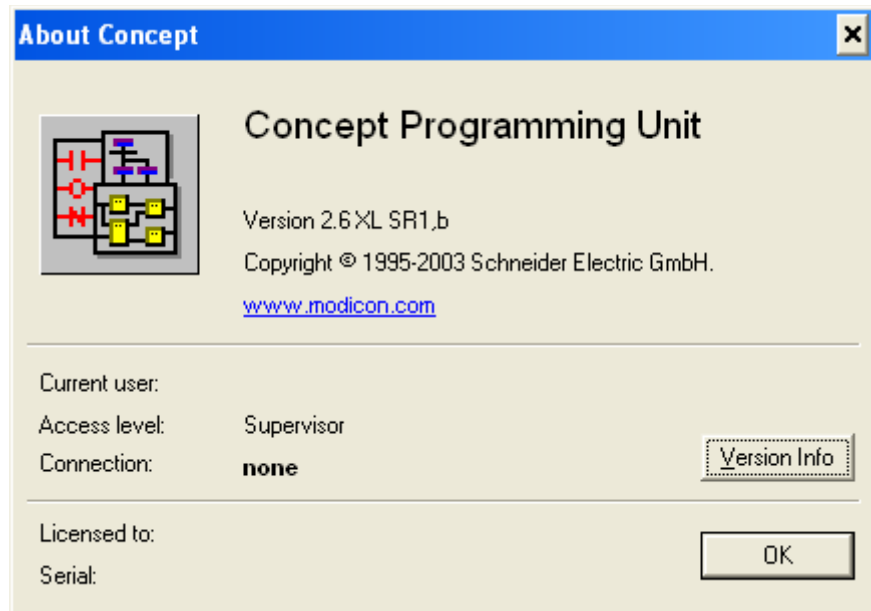 About Concept
Concept Programming Unit
Version 2.6 XL SR1,b
Copyright © 1995-2003 Schneider Electric GmbH.
www.modicon.com
Current user:
Access level: Supervisor
Connection: none
Version Info
Licensed to:
OK
Serial: